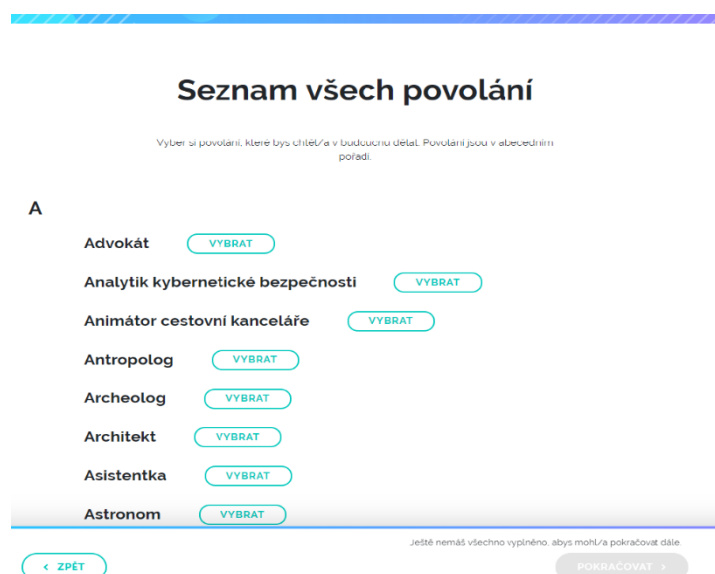 Seznam všech povolání
Vyber si povolání, které bys chtěl/a v budoucnu dělat. Povolání jsou v abecedním
pořadí.
A
Advokát VYBRAT
Analytik kybernetické bezpečnosti VYBRAT
Animátor cestovní kanceláře VYBRAT
Antropolog VYBRAT
Archeolog VYBRAT
Architekt VYBRAT
Asistentka VYBRAT
Astronom VYBRAT
Ještě nemáš všechno vyplněno, abys mohl/a pokračovat dále.
< ZPĚT POKRAČOVAT >